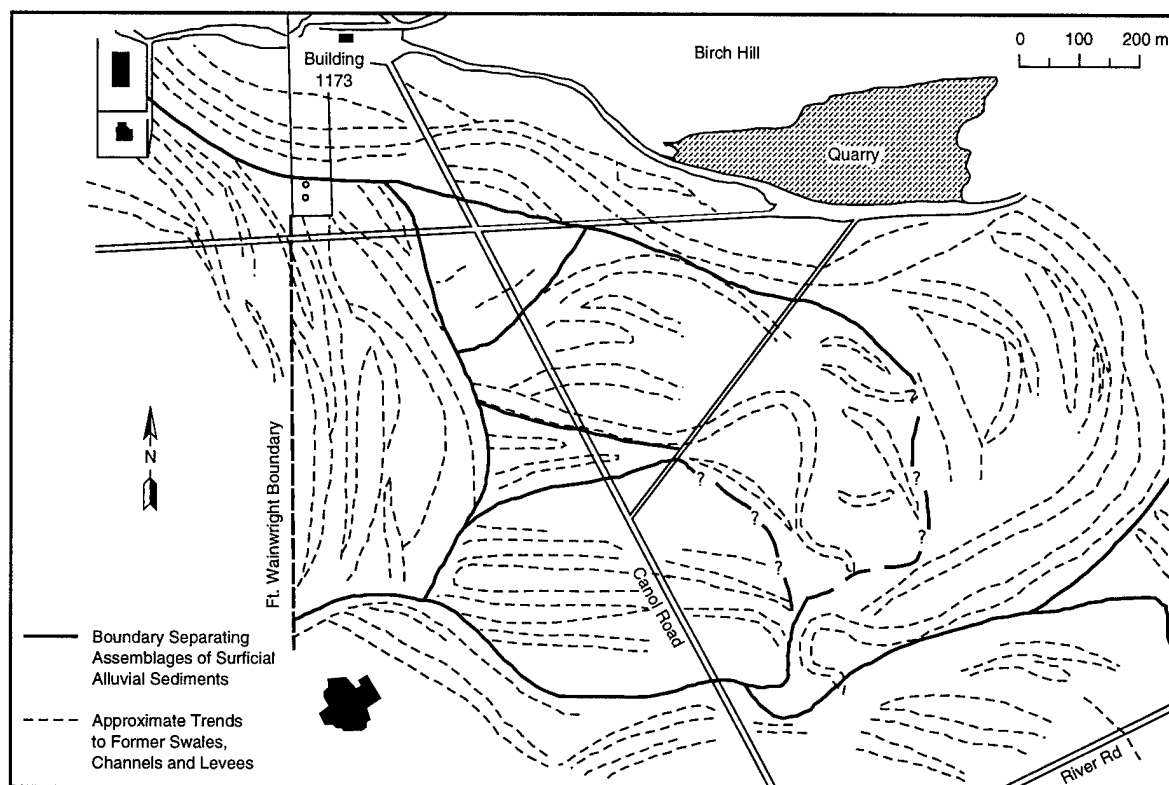 Building
1173
Birch Hill
0 100 200 m
Quarry
N
Ft. Wainwright Boundary
?
?
?
?
?
?
Canol Road
Boundary Separating
Assemblages of Surficial
Alluvial Sediments
Approximate Trends
to Former Swales,
Channels and Levees
River Rd